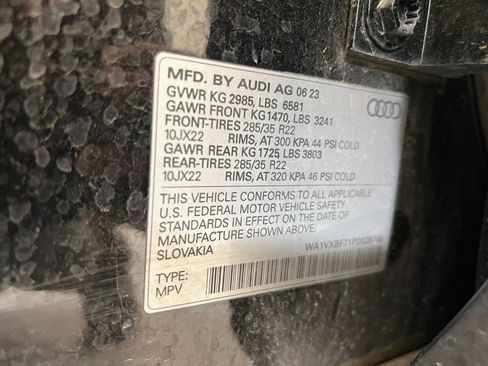 MFD. BY AUDI AG 06 23
GVWR KG 2985, LBS 6581
GAWR FRONT KG1470, LBS 3241
FRONT-TIRES 285/35 R22
10JX22 RIMS, AT 300 KPA 44 PSI COLD
GAWR REAR KG 1725, LBS 3803
REAR-TIRES 285/35 R22
10JX22 RIMS, AT 320 KPA 46 PSI COLD
THIS VEHICLE CONFORMS TO ALL APPLICABLE
U.S. FEDERAL MOTOR VEHICLE SAFETY
STANDARDS IN EFFECT ON THE DATE OF
MANUFACTURE SHOWN ABOVE.
SLOVAKIA
TYPE:
MPV